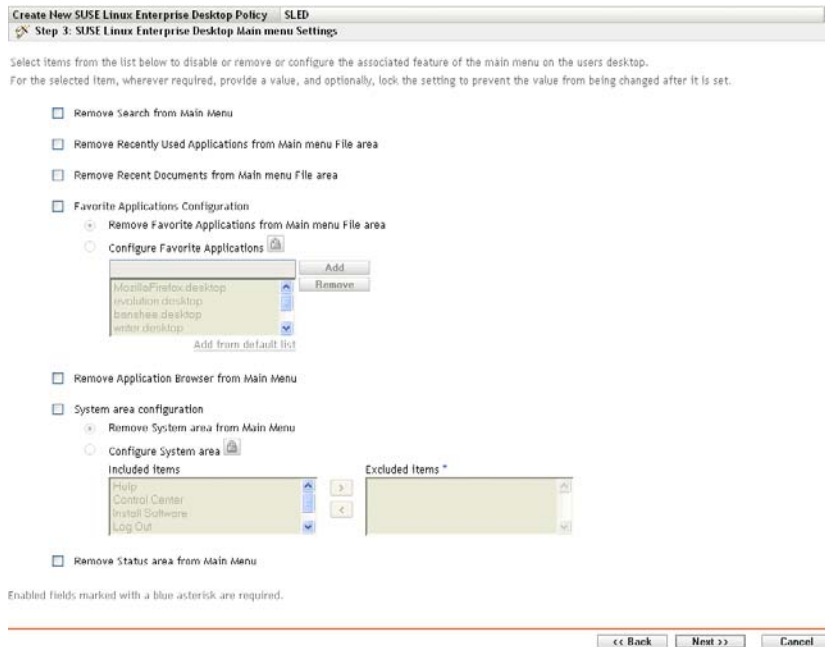 Create New SUSE Linux Enterprise Desktop Policy SLED
Step 3: SUSE Linux Enterprise Desktop Main menu Settings
Select items from the list below to disable or remove or configure the associated feature of the main menu on the users desktop.
For the selected item, wherever required, provide a value, and optionally, lock the setting to prevent the value from being changed after it is set.
Remove Search from Main Menu
Remove Recently Used Applications from Main menu File area
Remove Recent Documents from Main menu File area
Favorite Applications Configuration
Remove Favorite Applications from Main menu File area
Configure Favorite Applications
Add
MozillaFirefox.desktop
Remove
evolution.desktop
banshee.desktop
writer.desktop
Add from default list
Remove Application Browser from Main Menu
System area configuration
Remove System area from Main Menu
Configure System area
Included Items Excluded Items *
Help >
Control Center
Install Software <
Log Out
Remove Status area from Main Menu
Enabled fields marked with a blue asterisk are required.
<< Back Next >> Cancel